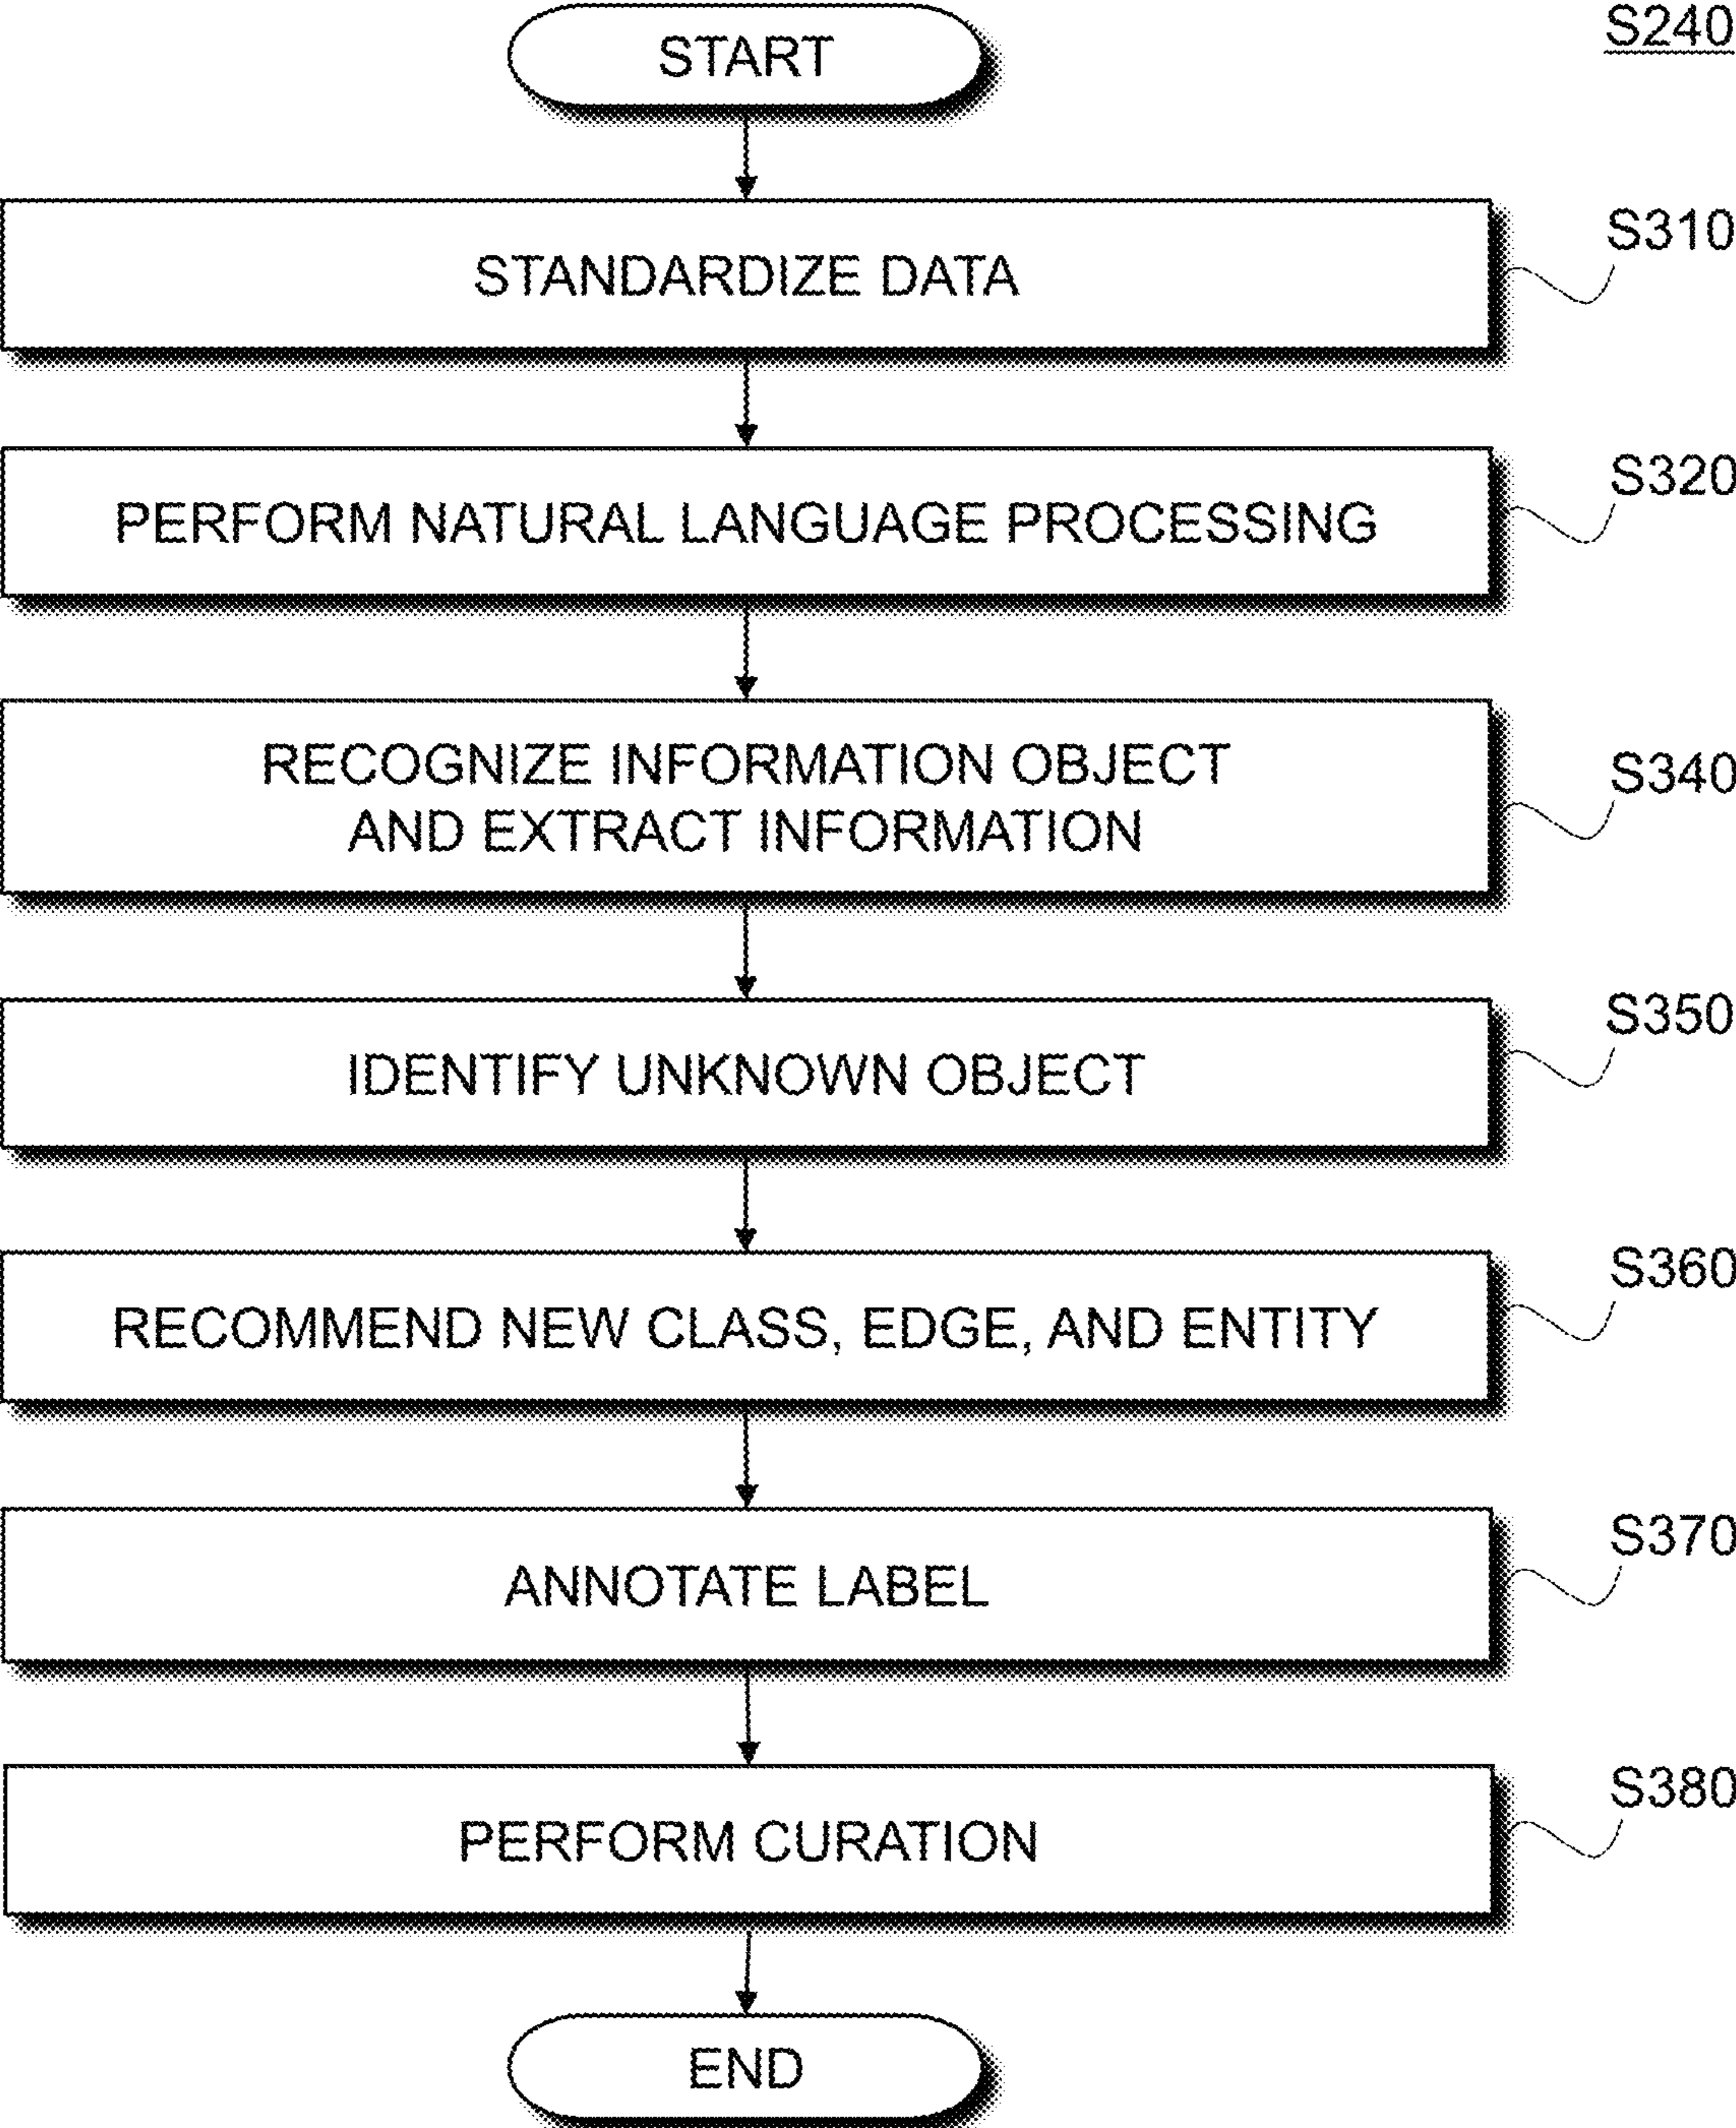 S240
START
S310
STANDARDIZE DATA
S320
PERFORM NATURAL LANGUAGE PROCESSING
S340
RECOGNIZE INFORMATION OBJECT
AND EXTRACT INFORMATION
S350
IDENTIFY UNKNOWN OBJECT
S360
RECOMMEND NEW CLASS, EDGE, AND ENTITY
S370
ANNOTATE LABEL
S380
PERFORM CURATION
END